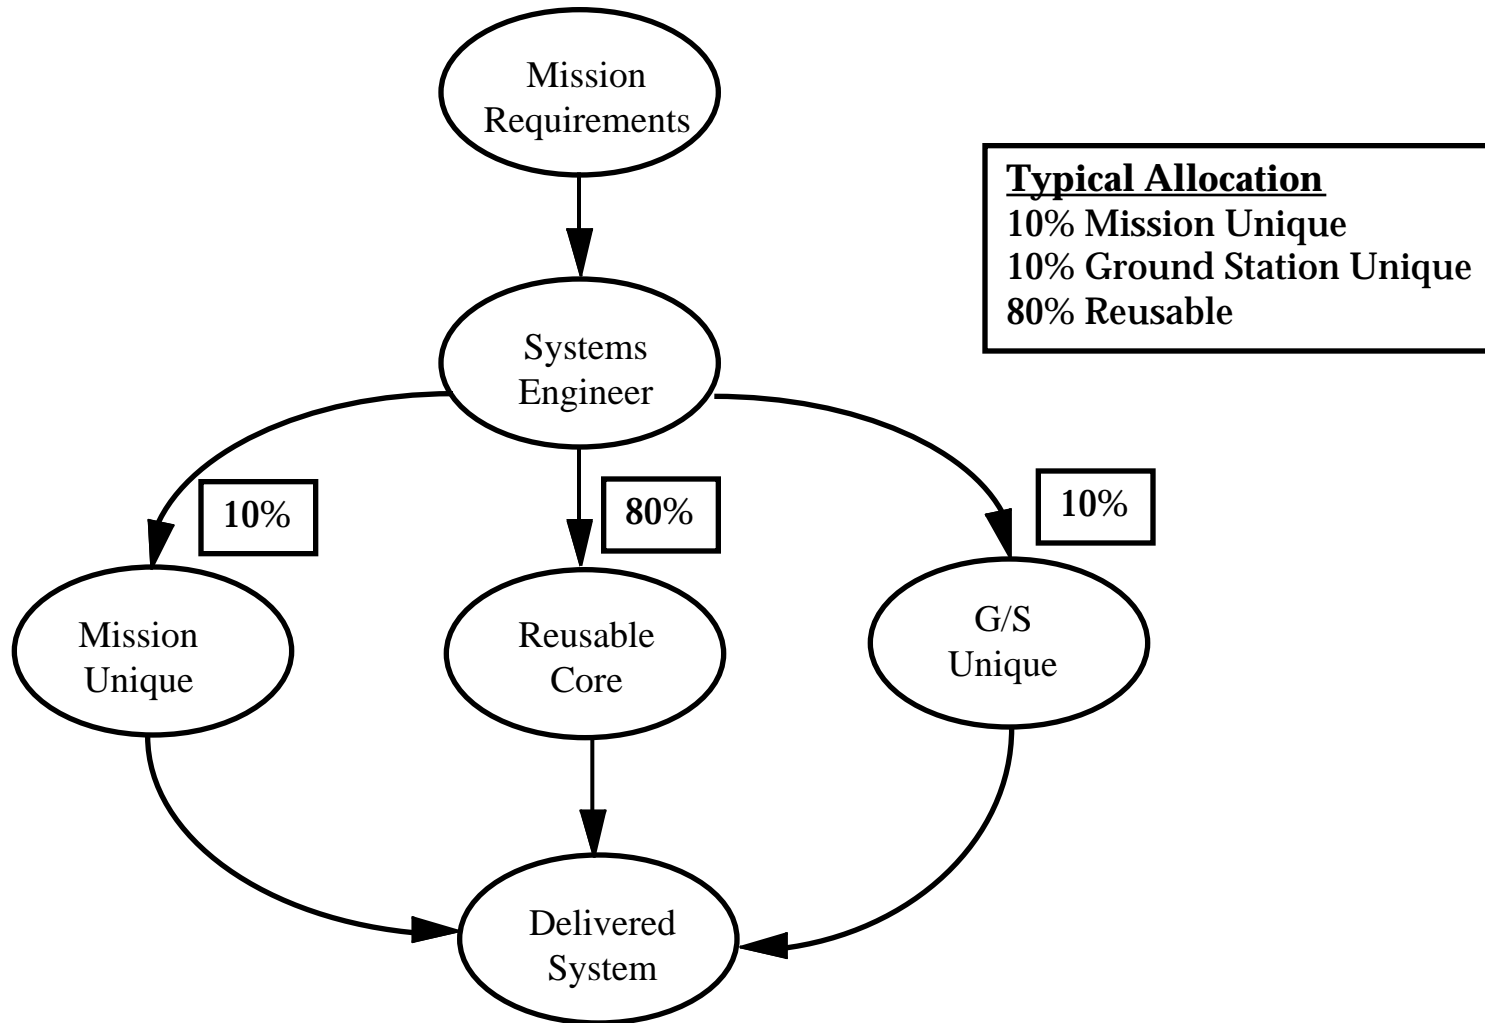 Mission
Requirements
Typical Allocation
10% Mission Unique
10% Ground Station Unique
80% Reusable
Systems
Engineer
10%
80%
10%
Mission
Unique
Reusable
Core
G/S
Unique
Delivered
System